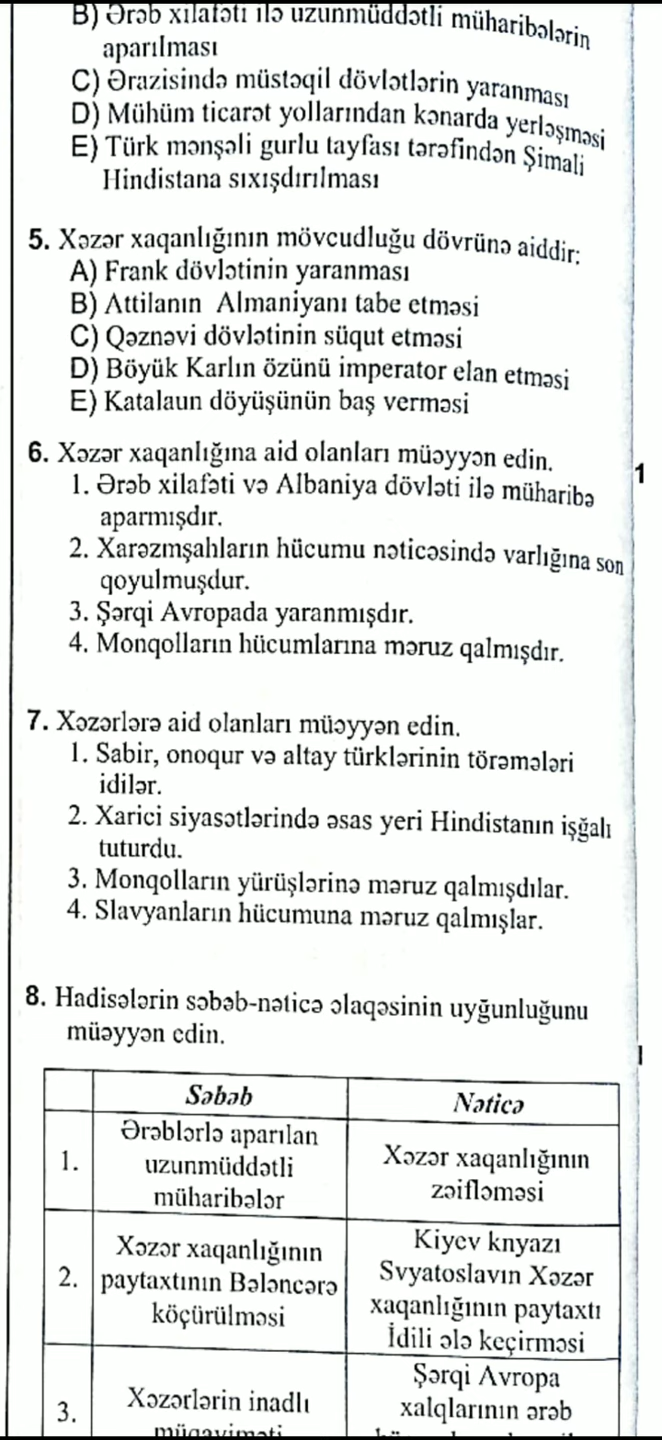 B) Ərəb xilafəti ilə uzunmüddətli müharibələrin
aparılması
C) Ərazisində müstəqil dövlətlərin yaranması
D) Mühüm ticarət yollarından kənarda yerləşməsi
E) Türk mənşəli gurlu tayfası tərəfindən Şimali
Hindistana sıxışdırılması
5. Xəzər xaqanlığının mövcudluğu dövrünə aiddir:
A) Frank dövlətinin yaranması
B) Attilanın Almaniyanı tabe etməsi
C) Qəznəvi dövlətinin süqut etməsi
D) Böyük Karlın özünü imperator elan etməsi
E) Katalaun döyüşünün baş verməsi
6. Xəzər xaqanlığına aid olanları müəyyən edin.
1. Ərəb xilafəti və Albaniya dövləti ilə müharibə
aparmışdır.
2. Xarəzmşahların hücumu nəticəsində varlığına son
qoyulmuşdur.
3. Şərqi Avropada yaranmışdır.
4. Monqolların hücumlarına məruz qalmışdır.
7. Xəzərlərə aid olanları müəyyən edin.
1. Sabir, onoqur və altay türklərinin törəmələri
idilər.
2. Xarici siyasətlərində əsas yeri Hindistanın işğalı
tuturdu.
3. Monqolların yürüşlərinə məruz qalmışdılar.
4. Slavyanların hücumuna məruz qalmışlar.
8. Hadisələrin səbəb-nəticə əlaqəsinin uyğunluğunu
müəyyən edin.
Səbəb
Nəticə
1.
Ərəblərlə aparılan
uzunmüddətli
müharibələr
Xəzər xaqanlığının
zəifləməsi
2.
Xəzər xaqanlığının
paytaxtının Bələncərə
köçürülməsi
Kiyev knyazı
Svyatoslavın Xəzər
xaqanlığının paytaxtı
İdili ələ keçirməsi
3.
Xəzərlərin inadlı
müqaviməti
Şərqi Avropa
xalqlarının ərəb
1